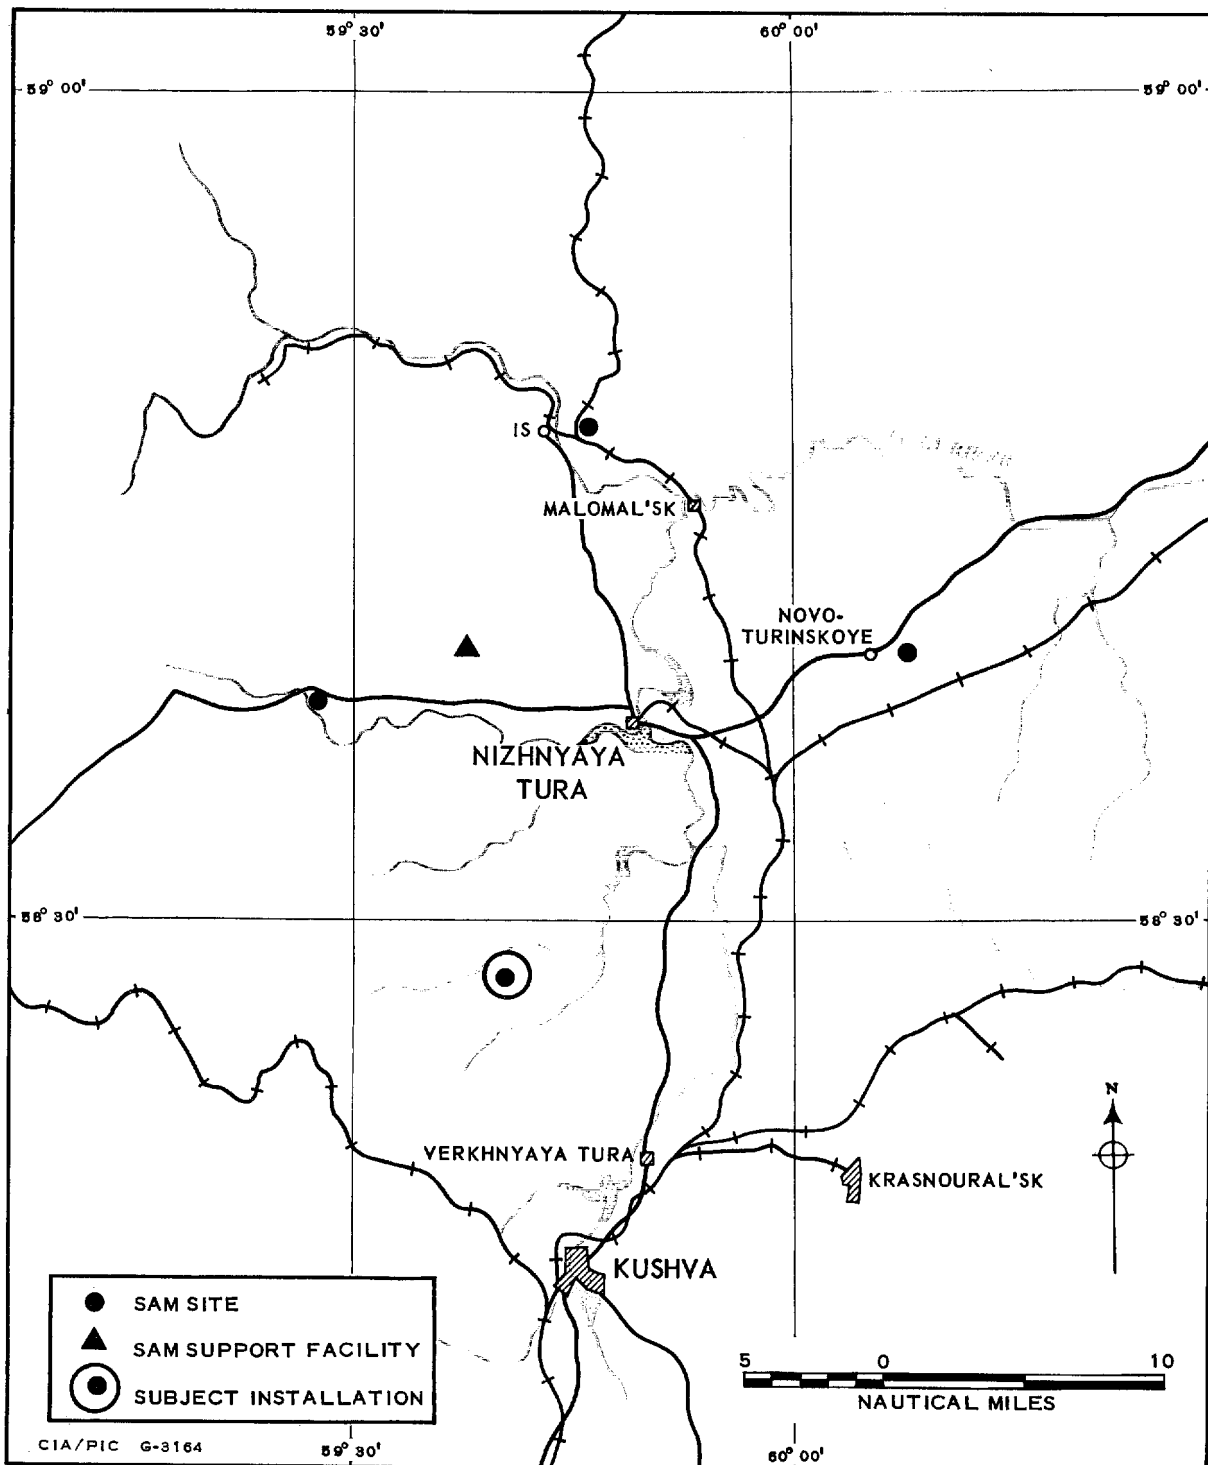 59° 30'
60° 00'
59° 00'
59° 00'
IS
MALOMAL'SK
NOVO-
TURINSKOYE
NIZHNYAYA
TURA
58° 30'
58° 30'
N
VERKHNYAYA TURA
KRASNOURAL'SK
KUSHVA
SAM SITE
SAM SUPPORT FACILITY
SUBJECT INSTALLATION
5 0 10
NAUTICAL MILES
CIA/PIC G-3164
59° 30'
60° 00'